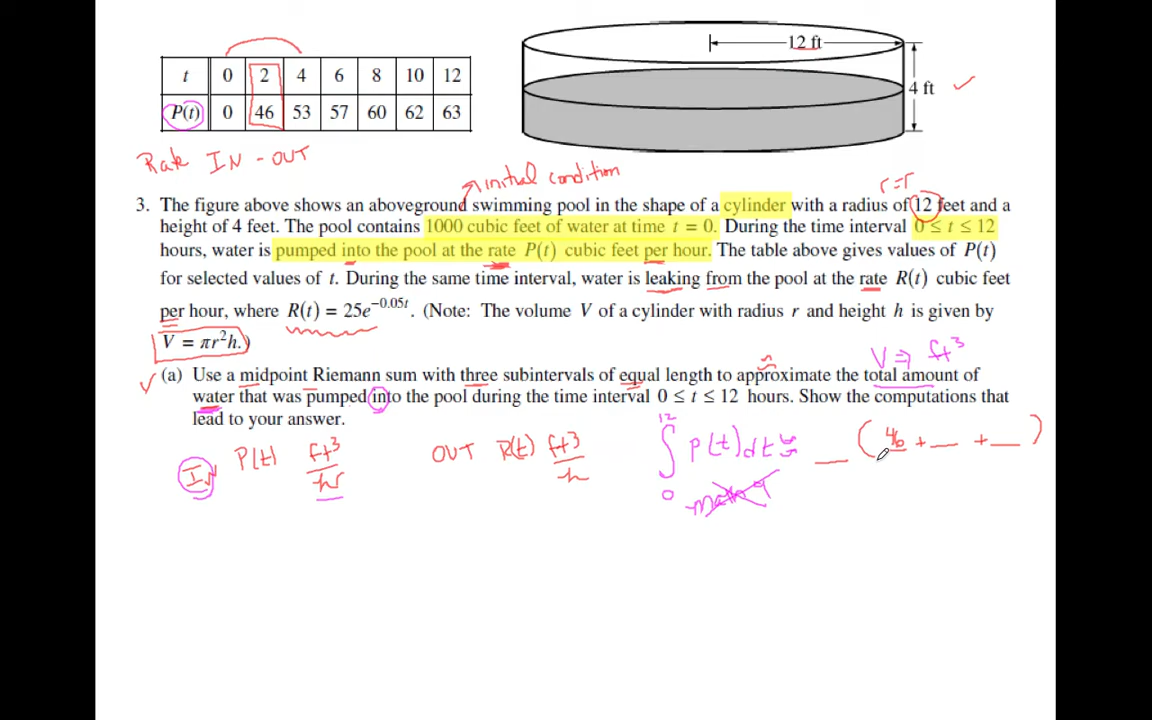 12 ft
t 0 2 4 6 8 10 12
4 ft
P(t) 0 46 53 57 60 62 63
Rate IN - OUT
initial condition
r=r
3. The figure above shows an aboveground swimming pool in the shape of a cylinder with a radius of 12 feet and a
height of 4 feet. The pool contains 1000 cubic feet of water at time t = 0. During the time interval 0 ≤ t ≤ 12
hours, water is pumped into the pool at the rate P(t) cubic feet per hour. The table above gives values of P(t)
for selected values of t. During the same time interval, water is leaking from the pool at the rate R(t) cubic feet
per hour, where R(t) = 25e^{-0.05t}. (Note: The volume V of a cylinder with radius r and height h is given by
V = πr²h.)
V ⇒ ft³
(a) Use a midpoint Riemann sum with three subintervals of equal length to approximate the total amount of
water that was pumped into the pool during the time interval 0 ≤ t ≤ 12 hours. Show the computations that
lead to your answer.
IN P(t) ft³/hr OUT R(t) ft³/h ∫₀¹² P(t)dt ≈ __ (46 + __ + __)
math 9